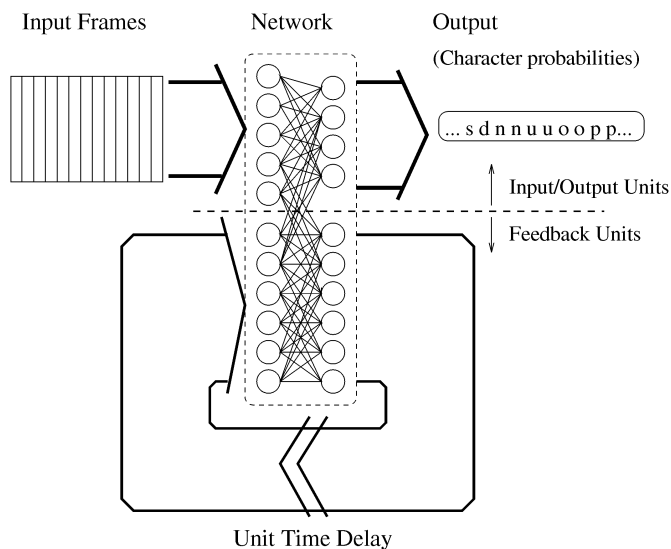 Input Frames
Network
Output
(Character probabilities)
... s d n n u u o o p p...
Input/Output Units
Feedback Units
Unit Time Delay